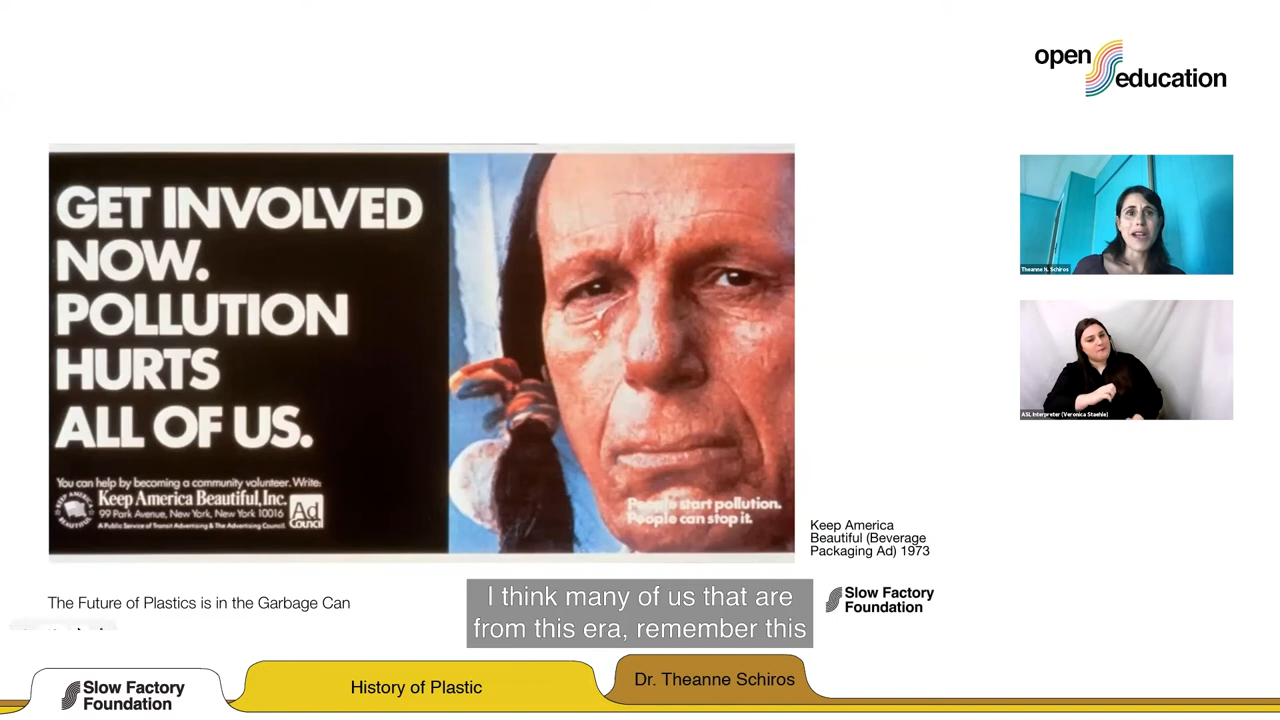 open
education
GET INVOLVED
NOW.
POLLUTION
HURTS
ALL OF US.
You can help by becoming a community volunteer. Write:
KEEP AMERICA BEAUTIFUL
Keep America Beautiful, Inc.
99 Park Avenue, New York, New York 10016
A Public Service of Transit Advertising & The Advertising Council
Ad
Council
People start pollution.
People can stop it.
Theanne N. Schiros
ASL Interpreter (Veronica Staehle)
Keep America
Beautiful (Beverage
Packaging Ad) 1973
The Future of Plastics is in the Garbage Can
I think many of us that are
from this era, remember this
Slow Factory
Foundation
Slow Factory
Foundation
History of Plastic
Dr. Theanne Schiros